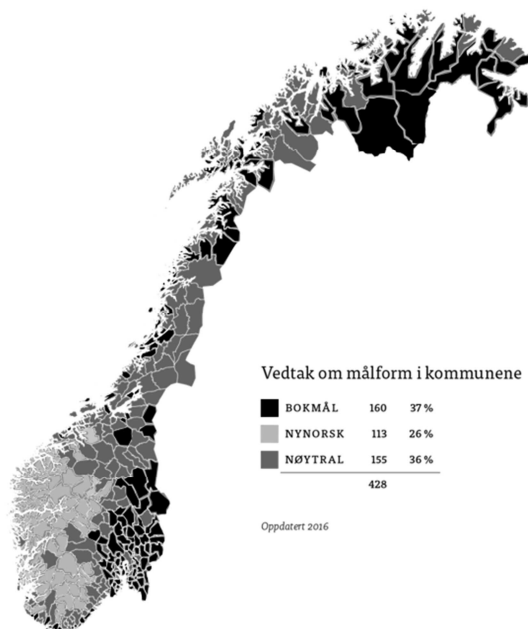 Vedtak om målform i kommunene
BOKMÅL 160 37 %
NYNORSK 113 26 %
NØYTRAL 155 36 %
428
Oppdatert 2016